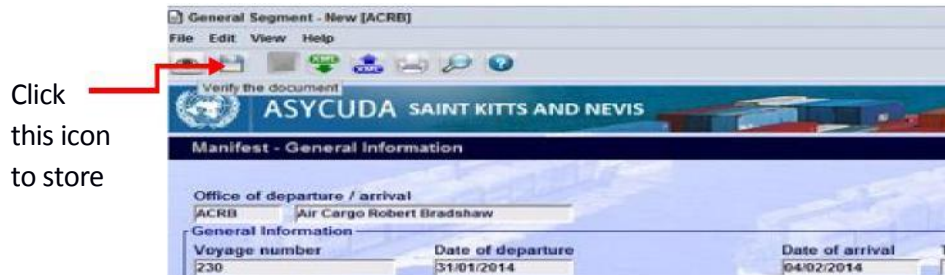 General Segment - New [ACRB]
File Edit View Help
XML XML
Click
this icon
to store
Verify the document
ASYCUDA SAINT KITTS AND NEVIS
Manifest - General Information
Office of departure / arrival
ACRB Air Cargo Robert Bradshaw
General Information
Voyage number Date of departure Date of arrival
230 31/01/2014 04/02/2014